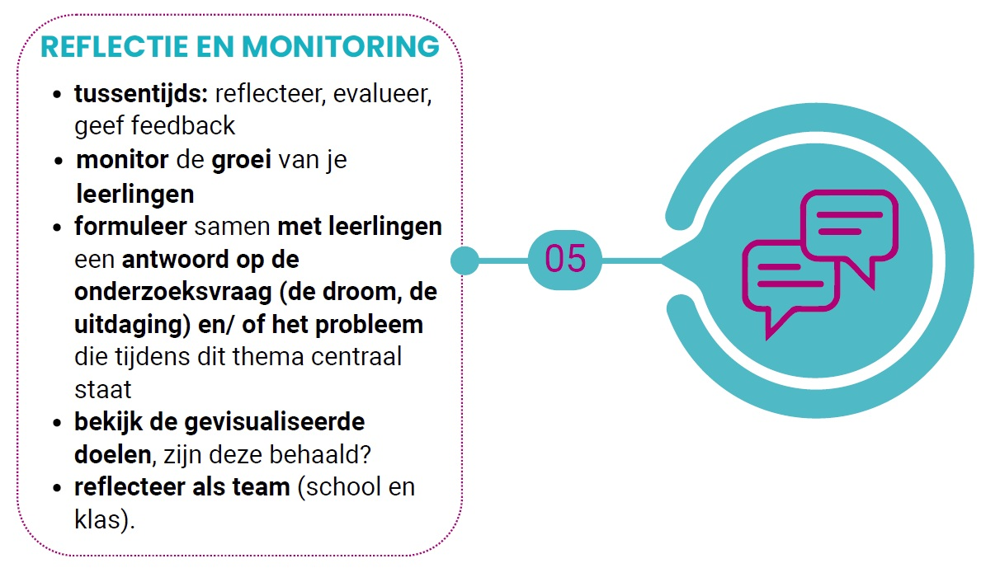 REFLECTIE EN MONITORING
• tussentijds: reflecteer, evalueer,
geef feedback
• monitor de groei van je
leerlingen
• formuleer samen met leerlingen
een antwoord op de
onderzoeksvraag (de droom, de
uitdaging) en/ of het probleem
die tijdens dit thema centraal
staat
• bekijk de gevisualiseerde
doelen, zijn deze behaald?
• reflecteer als team (school en
klas).
05